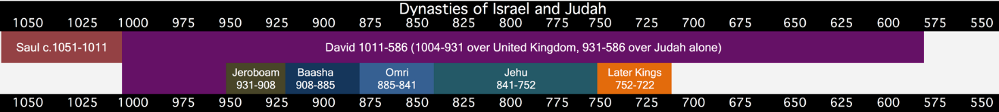 Dynasties of Israel and Judah
1050 1025 1000 975 950 925 900 875 850 825 800 775 750 725 700 675 650 625 600 575 550
Saul c.1051-1011
David 1011-586 (1004-931 over United Kingdom, 931-586 over Judah alone)
Jeroboam
931-908
Baasha
908-885
Omri
885-841
Jehu
841-752
Later Kings
752-722
1050 1025 1000 975 950 925 900 875 850 825 800 775 750 725 700 675 650 625 600 575 550